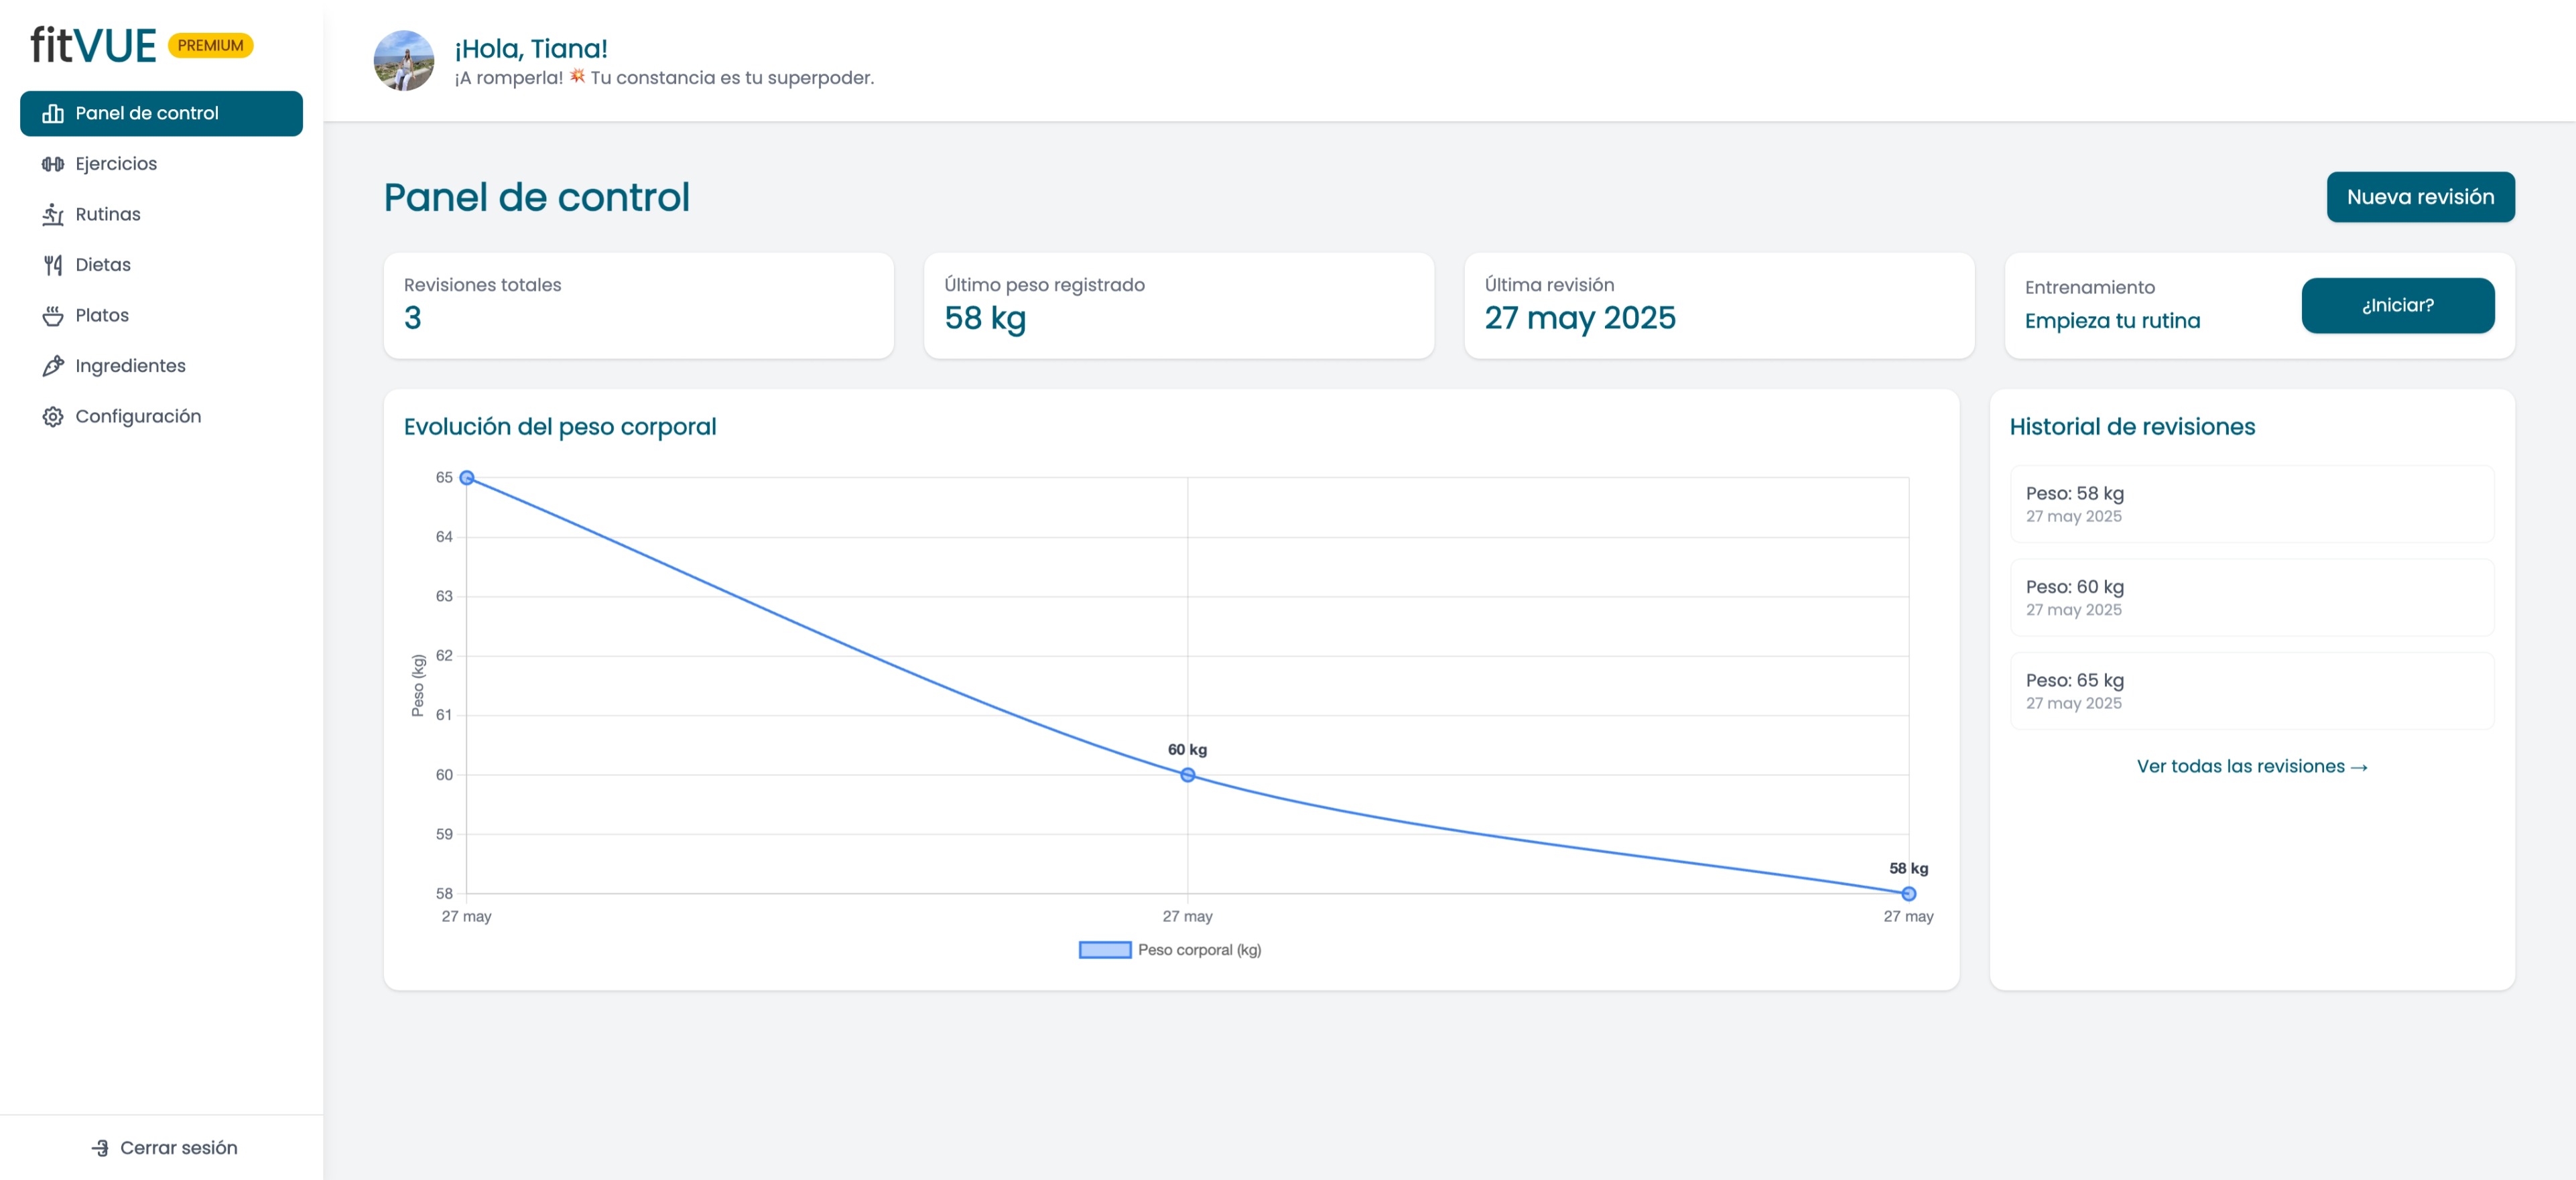 fitVUE PREMIUM
Panel de control
Ejercicios
Rutinas
Dietas
Platos
Ingredientes
Configuración
Cerrar sesión
¡Hola, Tiana!
¡A romperla! 💥 Tu constancia es tu superpoder.
Panel de control
Nueva revisión
Revisiones totales
3
Último peso registrado
58 kg
Última revisión
27 may 2025
Entrenamiento
Empieza tu rutina
¿Iniciar?
Evolución del peso corporal
Peso (kg)
65
64
63
62
61
60
59
58
60 kg
58 kg
27 may
27 may
27 may
Peso corporal (kg)
Historial de revisiones
Peso: 58 kg
27 may 2025
Peso: 60 kg
27 may 2025
Peso: 65 kg
27 may 2025
Ver todas las revisiones →